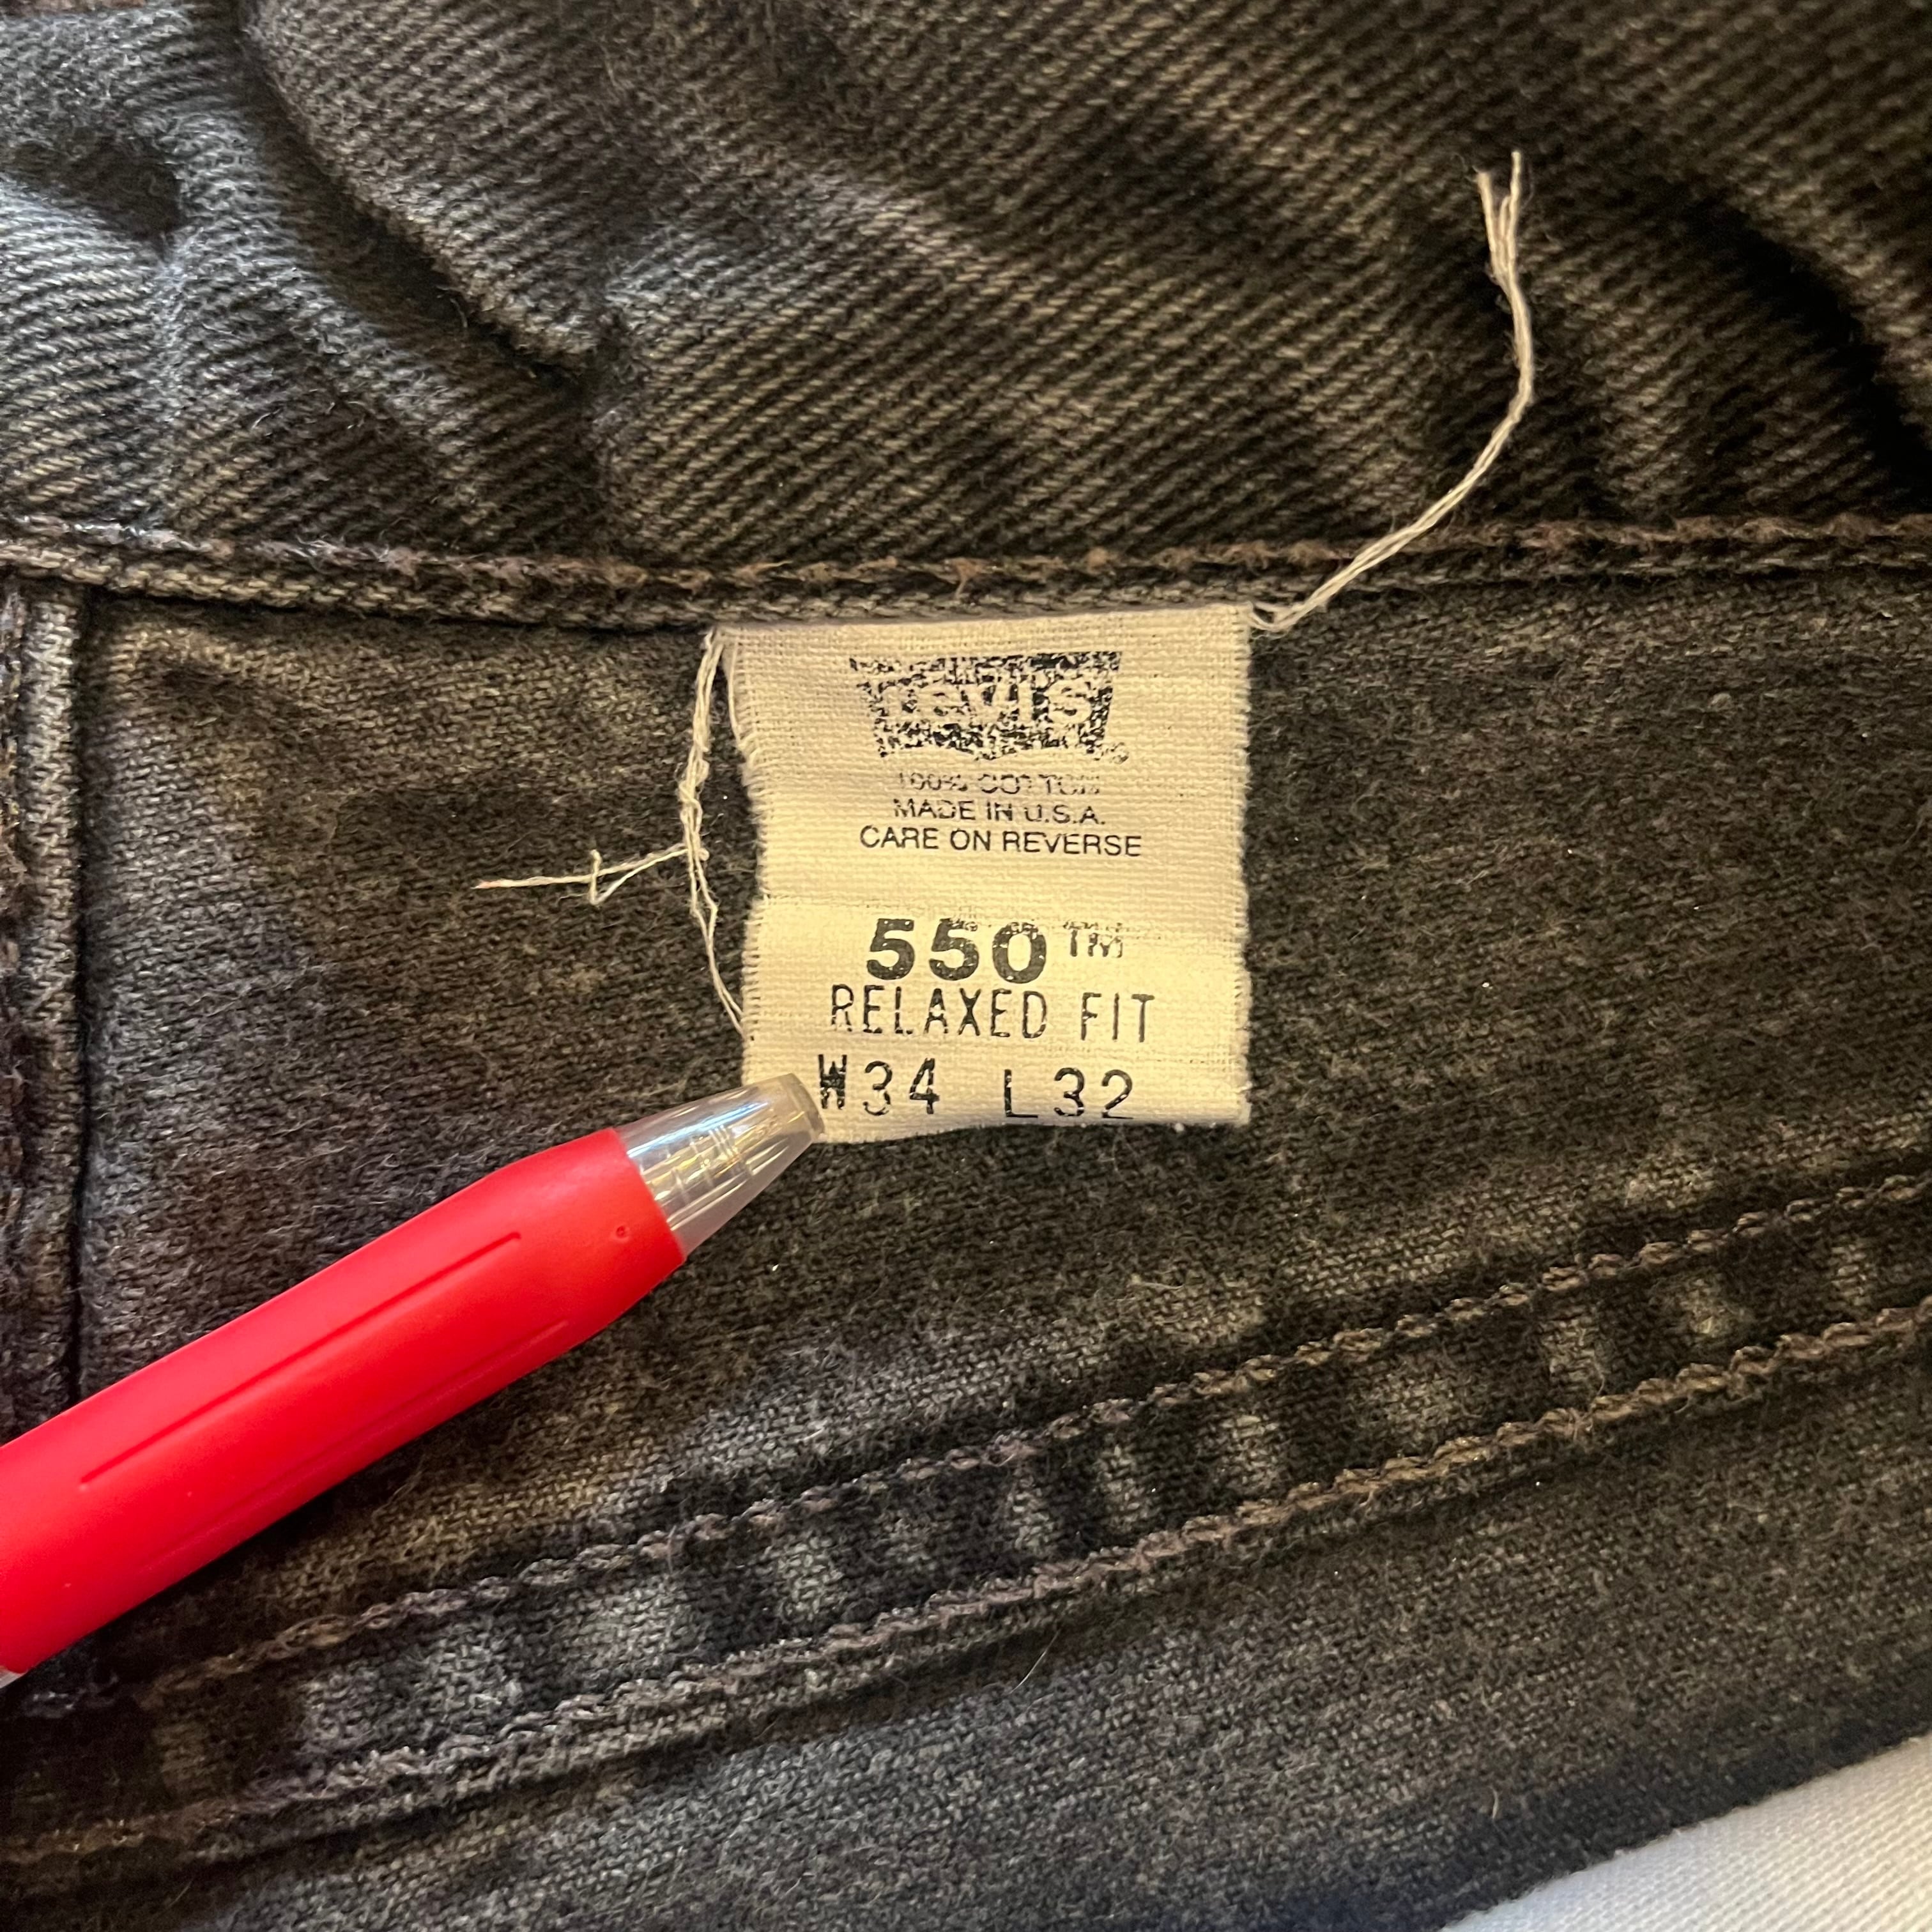 Levi's
100% COTTON
MADE IN U.S.A.
CARE ON REVERSE
550™
RELAXED FIT
W34 L32